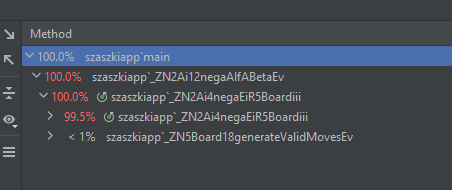 Method
100.0% szaszkiapp`main
100.0% szaszkiapp`_ZN2Ai12negaAlfABetaEv
100.0% szaszkiapp`_ZN2Ai4negaEiR5Boardiii
99.5% szaszkiapp`_ZN2Ai4negaEiR5Boardiii
< 1% szaszkiapp`_ZN5Board18generateValidMovesEv